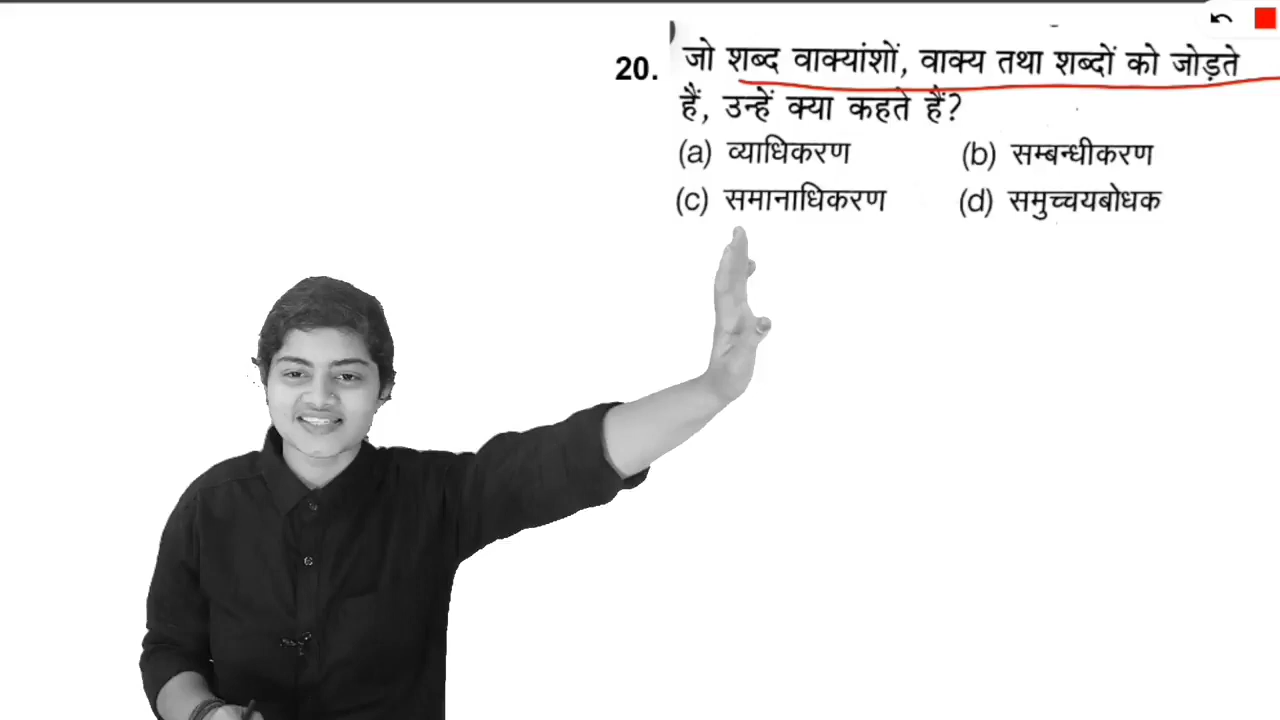 20. जो शब्द वाक्यांशों, वाक्य तथा शब्दों को जोड़ते
हैं, उन्हें क्या कहते हैं?
(a) व्याधिकरण (b) सम्बन्धीकरण
(c) समानाधिकरण (d) समुच्चयबोधक